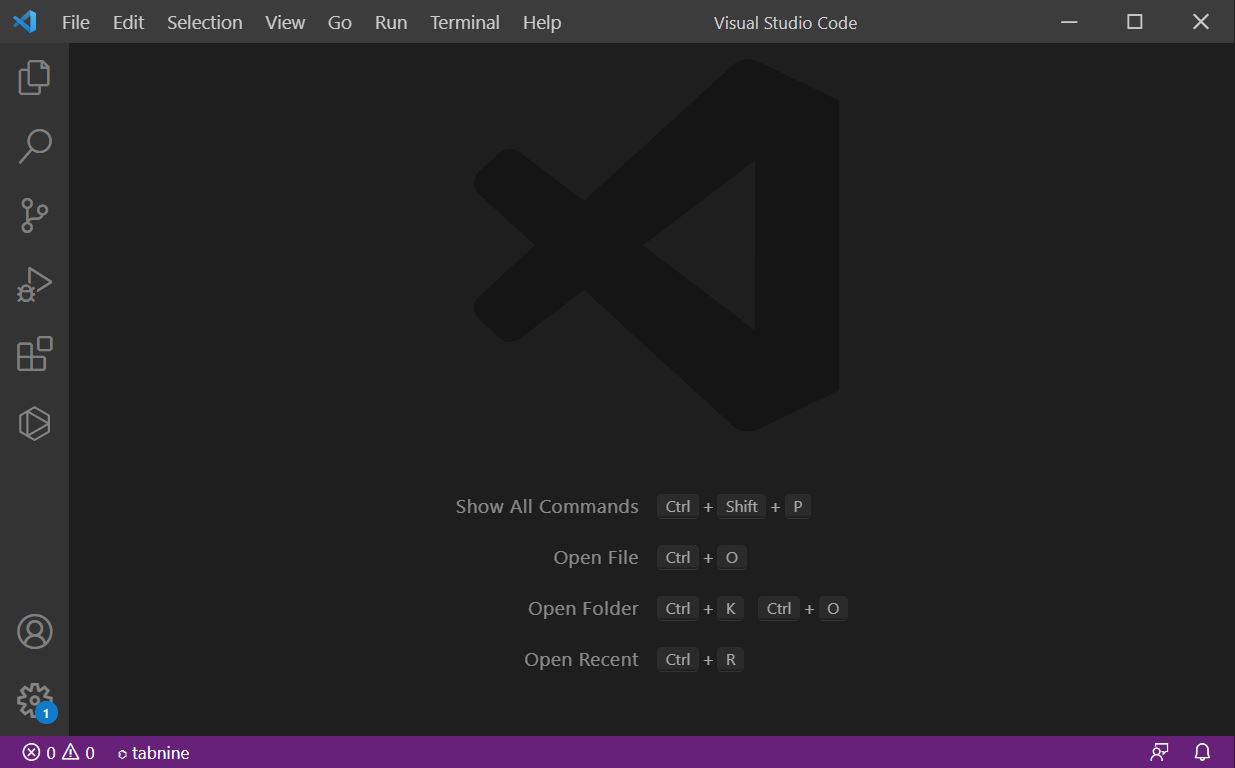 File Edit Selection View Go Run Terminal Help Visual Studio Code
Show All Commands Ctrl + Shift + P
Open File Ctrl + O
Open Folder Ctrl + K Ctrl + O
Open Recent Ctrl + R
1
0 0 tabnine